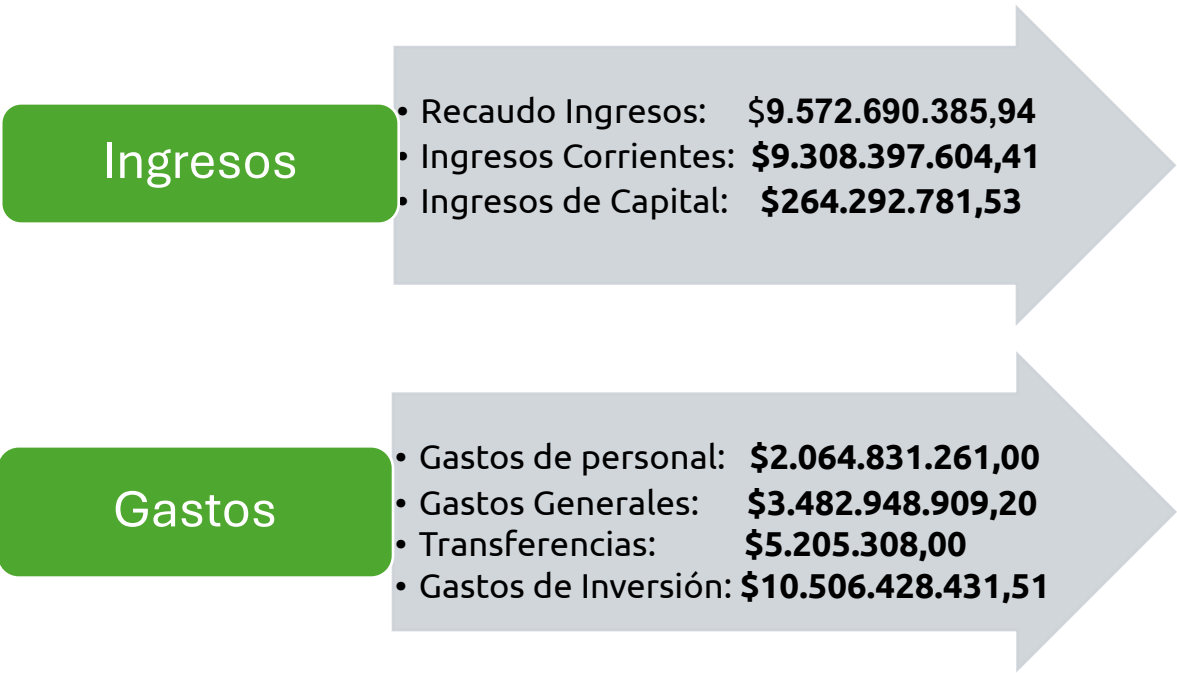 Ingresos
• Recaudo Ingresos: $9.572.690.385,94
• Ingresos Corrientes: $9.308.397.604,41
• Ingresos de Capital: $264.292.781,53
Gastos
• Gastos de personal: $2.064.831.261,00
• Gastos Generales: $3.482.948.909,20
• Transferencias: $5.205.308,00
• Gastos de Inversión: $10.506.428.431,51